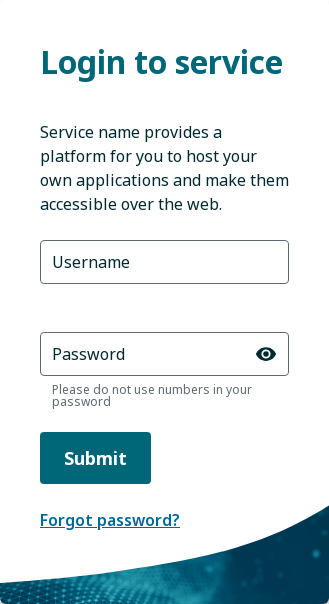 Login to service
Service name provides a
platform for you to host your
own applications and make them
accessible over the web.
Username
Password
Please do not use numbers in your
password
Submit
Forgot password?